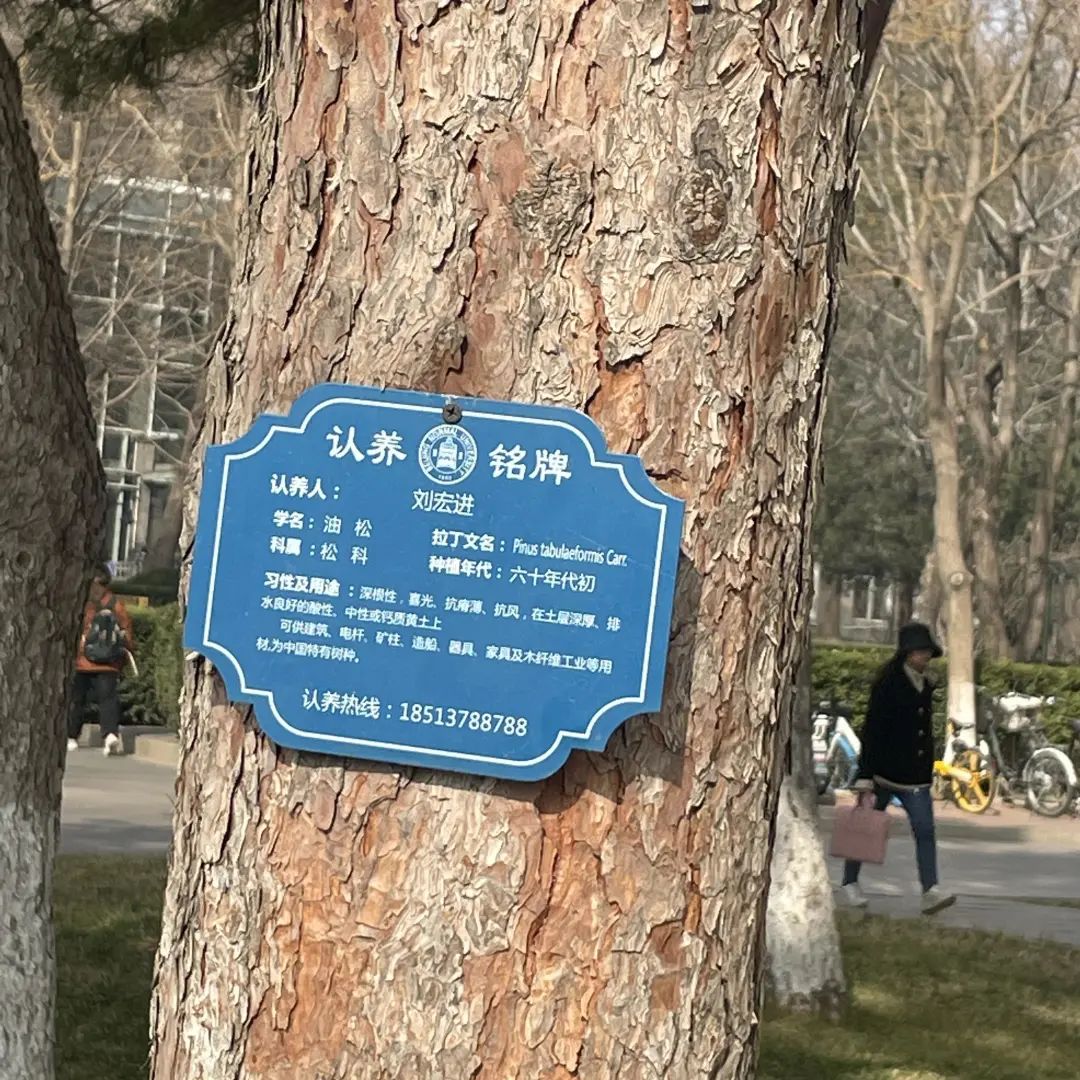 认养 铭牌
BEIJING NORMAL UNIVERSITY
1902
认养人： 刘宏进
学名：油 松 拉丁文名：Pinus tabulaeformis Carr.
科属：松 科 种植年代：六十年代初
习性及用途：深根性，喜光、抗瘠薄、抗风，在土层深厚、排
水良好的酸性、中性或钙质黄土上
可供建筑、电杆、矿柱、造船、器具、家具及木纤维工业等用
材,为中国特有树种。
认养热线：18513788788